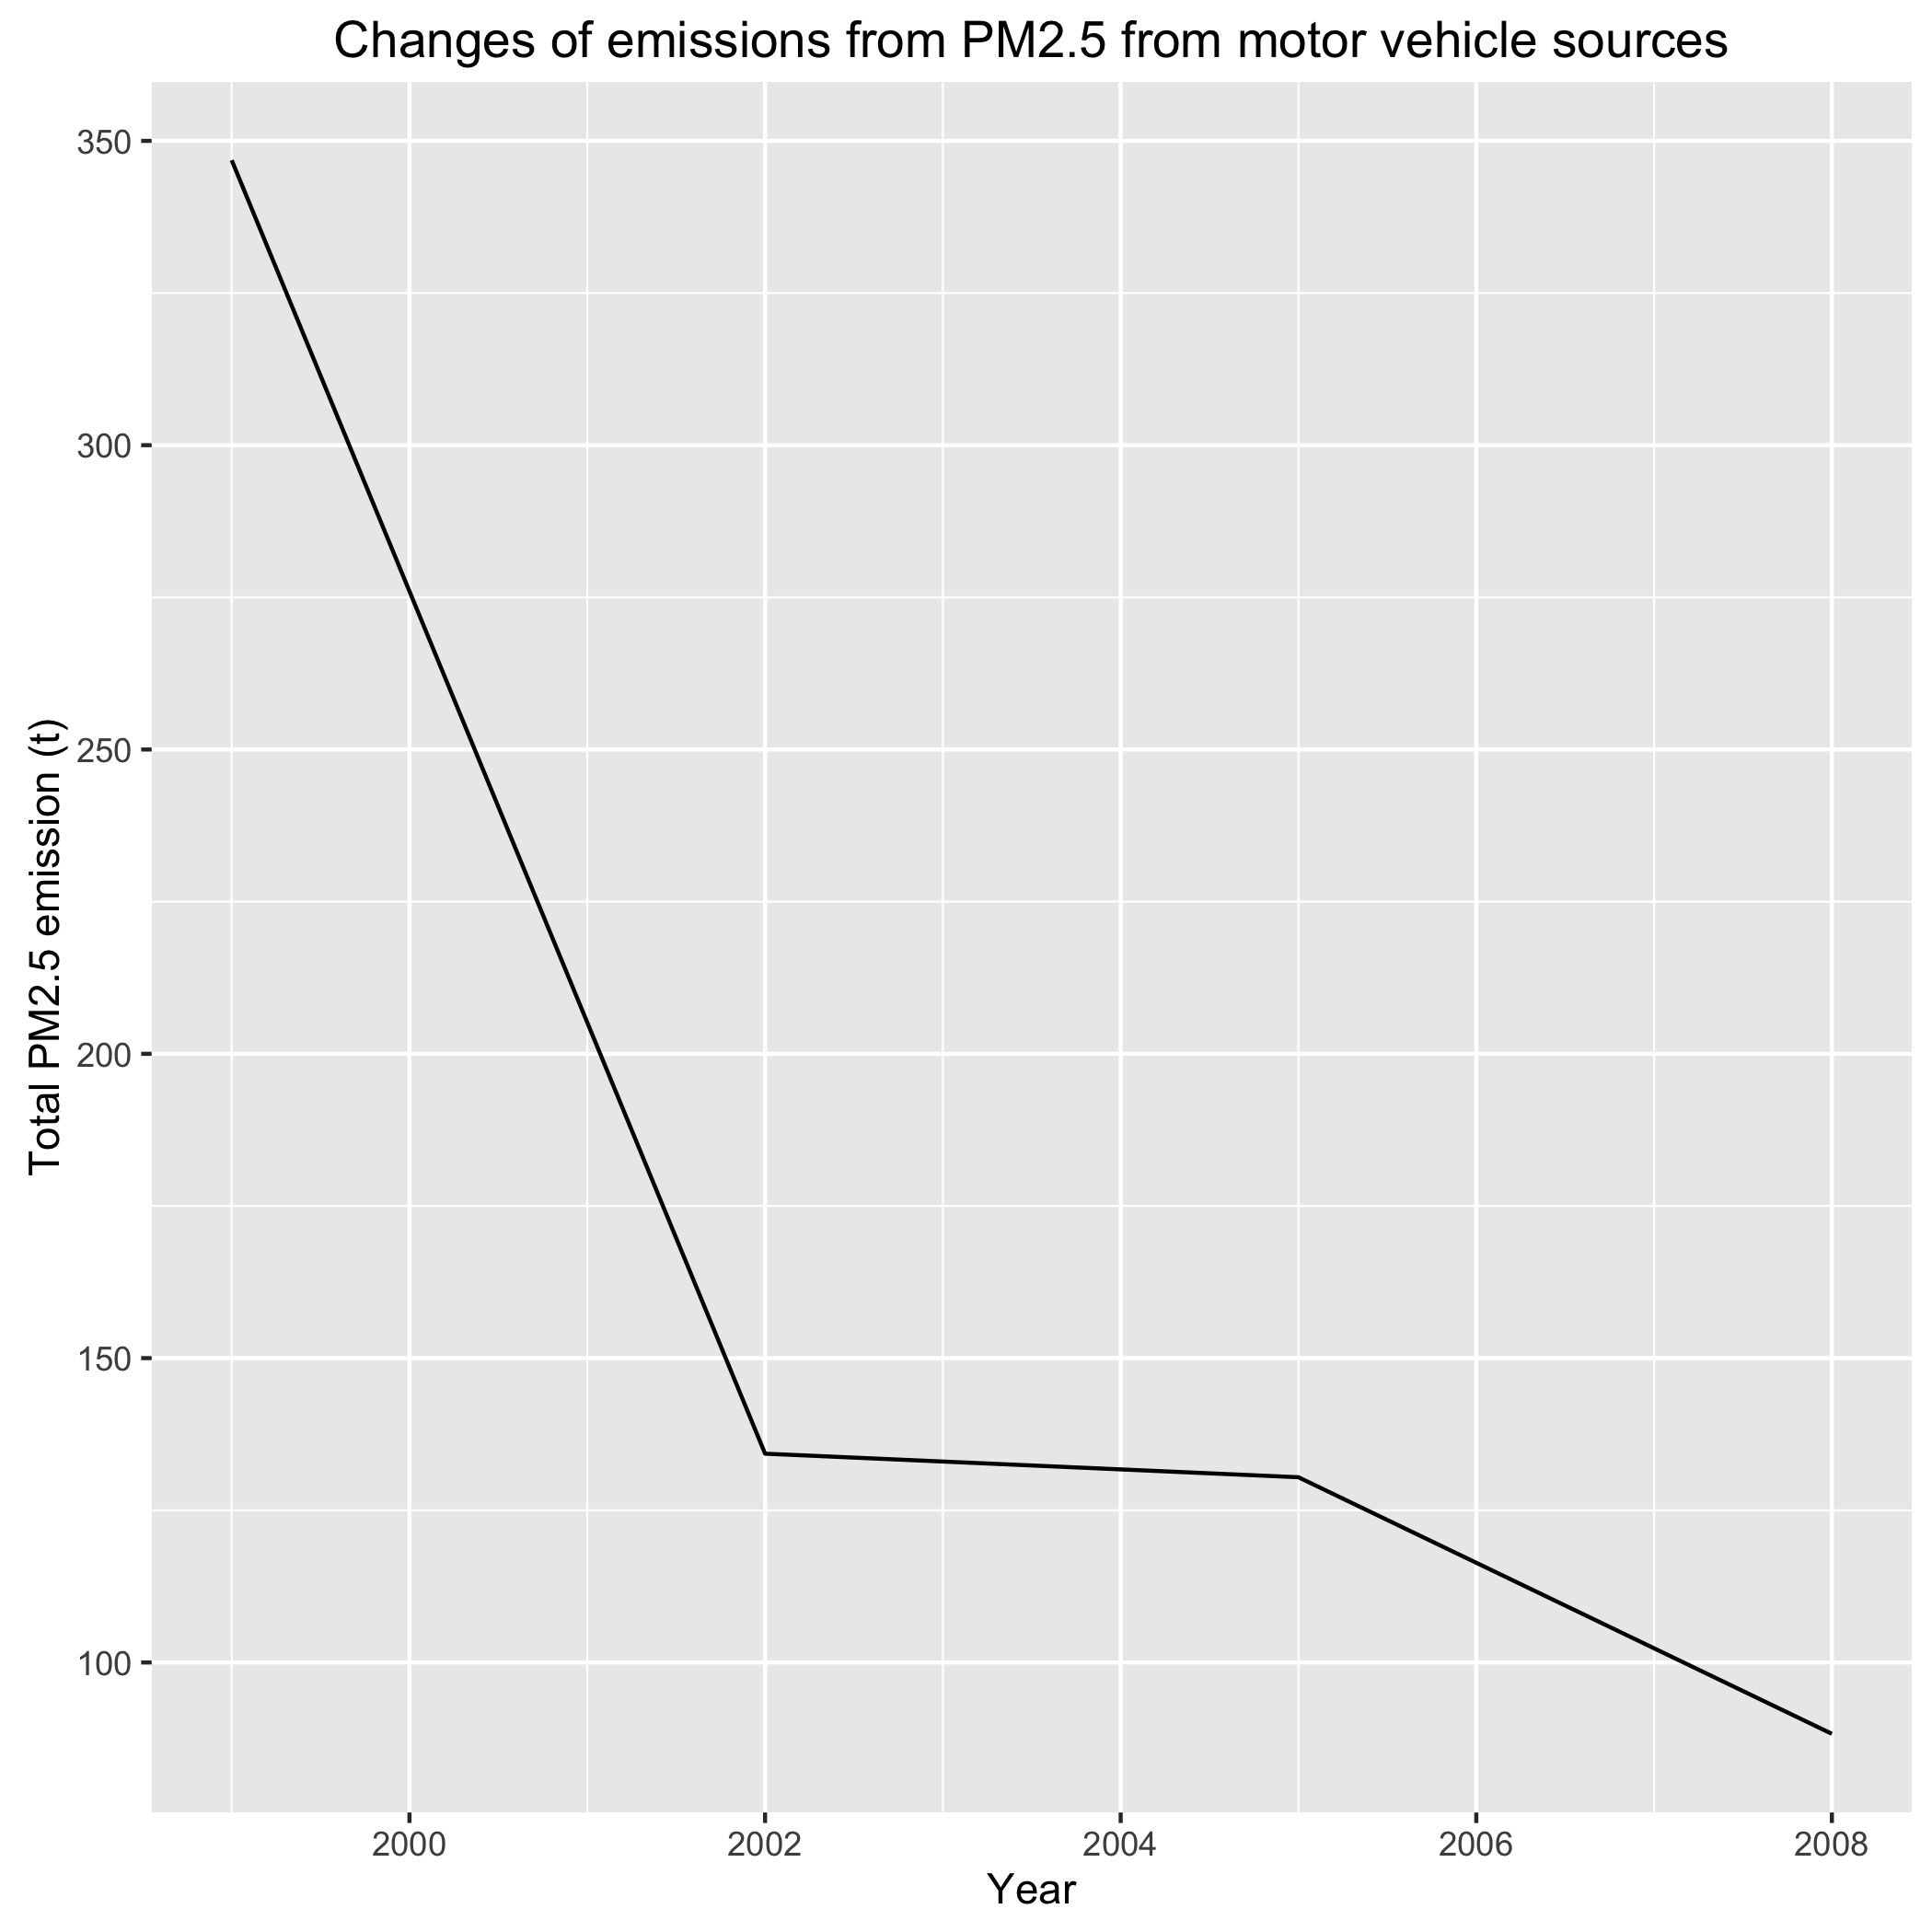 Changes of emissions from PM2.5 from motor vehicle sources
Total PM2.5 emission (t)
350
300
250
200
150
100
2000 2002 2004 2006 2008
Year